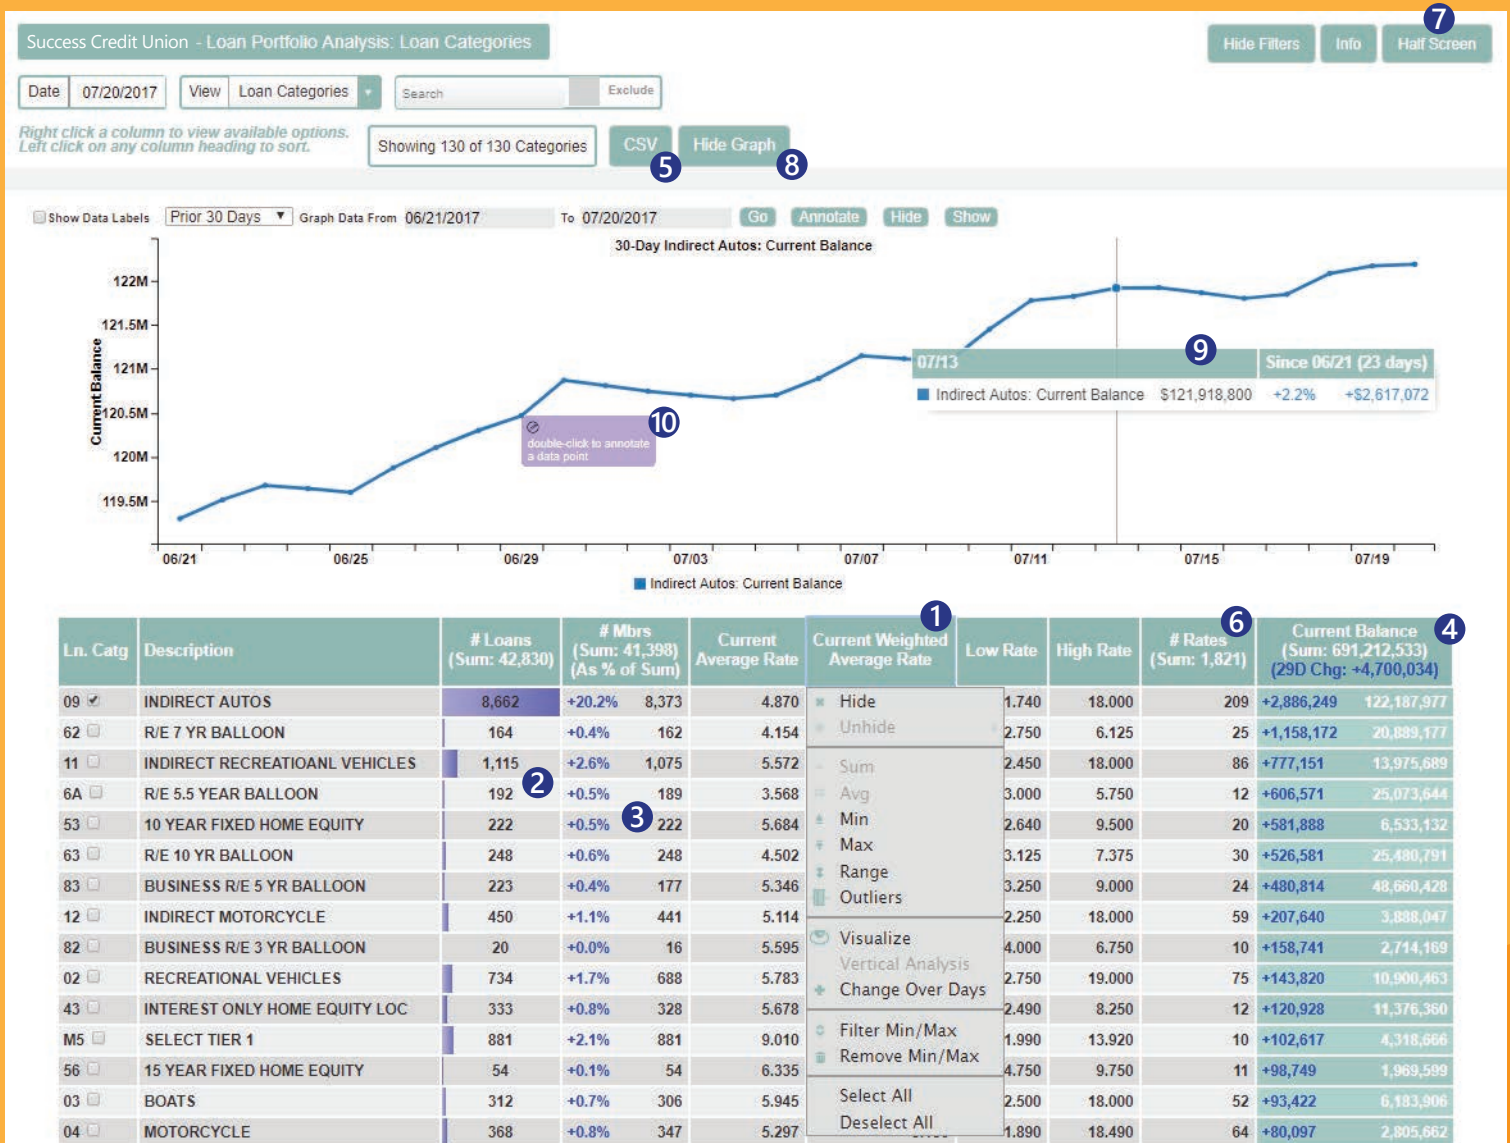 7
Success Credit Union - Loan Portfolio Analysis: Loan Categories
Hide Filters Info Half Screen
Date 07/20/2017 View Loan Categories Search Exclude
Right click a column to view available options.
Left click on any column heading to sort.
Showing 130 of 130 Categories CSV Hide Graph
5 8
Show Data Labels Prior 30 Days Graph Data From 06/21/2017 To 07/20/2017 Go Annotate Hide Show
30-Day Indirect Autos: Current Balance
122M
121.5M
121M
120.5M
120M
119.5M
Current Balance
07/13 9 Since 06/21 (23 days)
Indirect Autos: Current Balance $121,918,800 +2.2% +$2,617,072
10
double-click to annotate
a data point
06/21 06/25 06/29 07/03 07/07 07/11 07/15 07/19
Indirect Autos: Current Balance
1 6 4
Ln. Catg Description # Loans (Sum: 42,830) # Mbrs (Sum: 41,398) (As % of Sum) Current Average Rate Current Weighted Average Rate Low Rate High Rate # Rates (Sum: 1,821) Current Balance (Sum: 691,212,533) (29D Chg: +4,700,034)
09 INDIRECT AUTOS 8,662 +20.2% 8,373 4.870 1.740 18.000 209 +2,886,249 122,187,977
62 R/E 7 YR BALLOON 164 +0.4% 162 4.154 2.750 6.125 25 +1,158,172 20,889,177
11 INDIRECT RECREATIOANL VEHICLES 1,115 +2.6% 1,075 5.572 2.450 18.000 86 +777,151 13,975,689
6A R/E 5.5 YEAR BALLOON 192 2 +0.5% 189 3.568 3.000 5.750 12 +606,571 25,073,644
53 10 YEAR FIXED HOME EQUITY 222 +0.5% 3 222 5.684 2.640 9.500 20 +581,888 6,533,132
63 R/E 10 YR BALLOON 248 +0.6% 248 4.502 3.125 7.375 30 +526,581 25,480,791
83 BUSINESS R/E 5 YR BALLOON 223 +0.4% 177 5.346 3.250 9.000 24 +480,814 48,660,428
12 INDIRECT MOTORCYCLE 450 +1.1% 441 5.114 2.250 18.000 59 +207,640 3,888,047
82 BUSINESS R/E 3 YR BALLOON 20 +0.0% 16 5.595 4.000 6.750 10 +158,741 2,714,169
02 RECREATIONAL VEHICLES 734 +1.7% 688 5.783 2.750 19.000 75 +143,820 10,900,463
43 INTEREST ONLY HOME EQUITY LOC 333 +0.8% 328 5.678 2.490 8.250 12 +120,928 11,376,360
M5 SELECT TIER 1 881 +2.1% 881 9.010 1.990 13.920 10 +102,617 4,318,666
56 15 YEAR FIXED HOME EQUITY 54 +0.1% 54 6.335 4.750 9.750 11 +98,749 1,969,599
03 BOATS 312 +0.7% 306 5.945 2.500 18.000 52 +93,422 6,183,906
04 MOTORCYCLE 368 +0.8% 347 5.297 1.890 18.490 64 +80,097 2,805,662
Hide
Unhide
Sum
Avg
Min
Max
Range
Outliers
Visualize
Vertical Analysis
Change Over Days
Filter Min/Max
Remove Min/Max
Select All
Deselect All